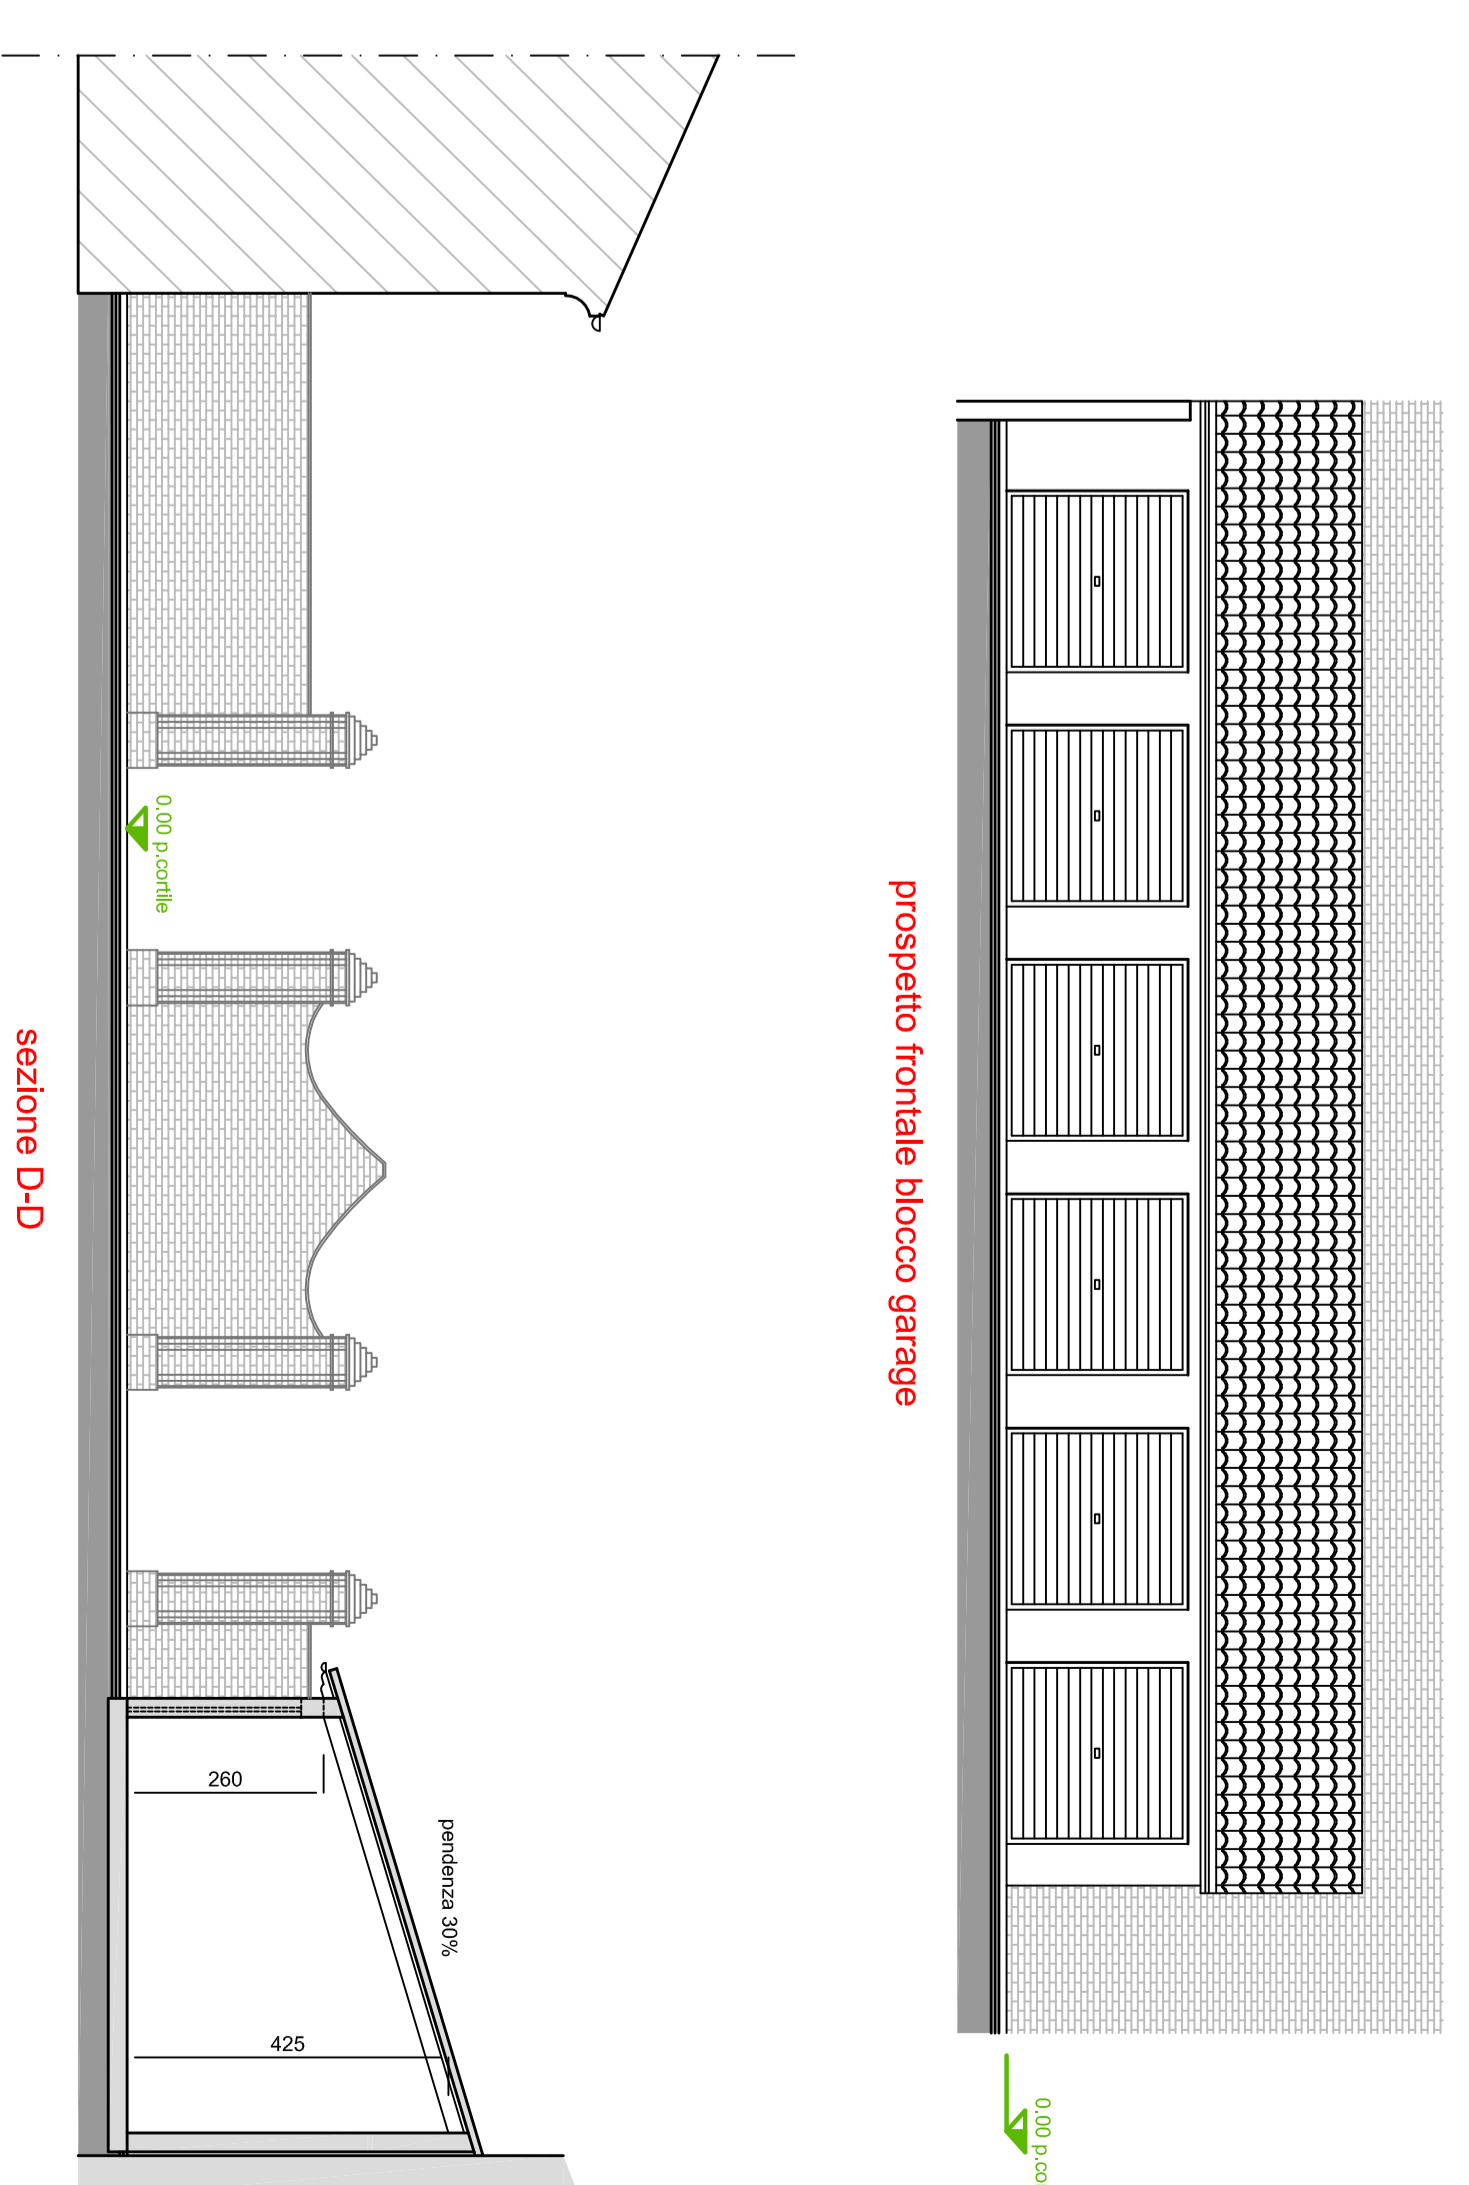 prospetto frontale blocco garage
0.00 p.co
0.00 p.cortile
260
pendenza 30%
425
sezione D-D